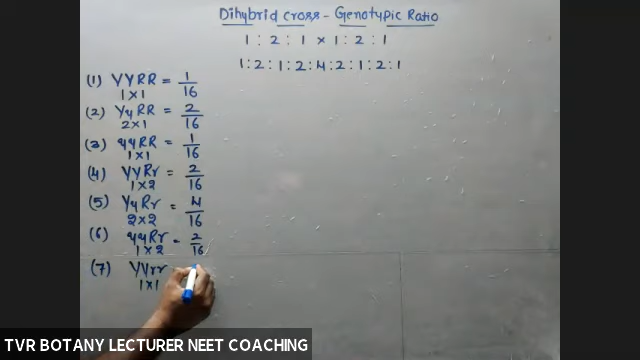 Dihybrid cross - Genotypic Ratio
1 : 2 : 1 × 1 : 2 : 1
1 : 2 : 1 : 2 : 4 : 2 : 1 : 2 : 1
(1) YYRR = 1/16
1×1
(2) YyRR = 2/16
2×1
(3) yyRR = 1/16
1×1
(4) YYRr = 2/16
1×2
(5) YyRr = 4/16
2×2
(6) yyRr = 2/16
1×2
(7) YYrr =
1×1
TVR BOTANY LECTURER NEET COACHING